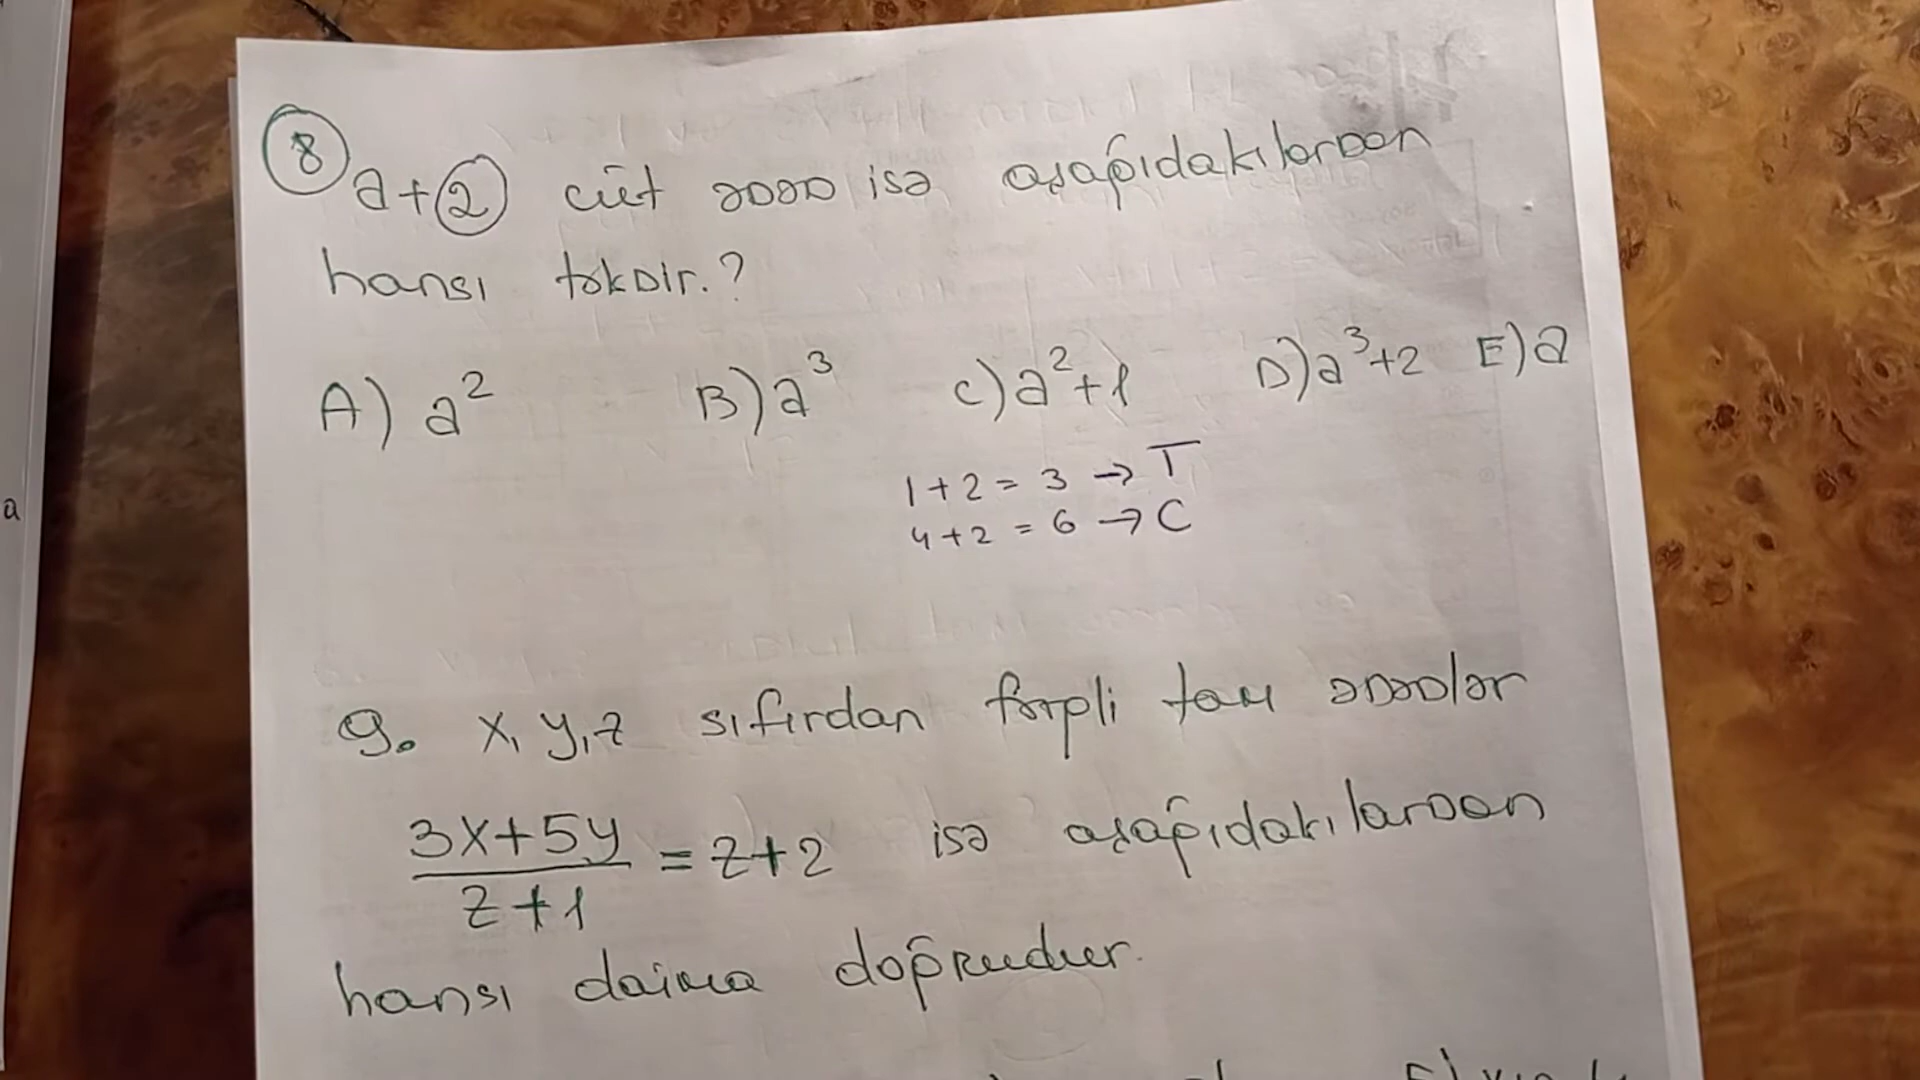 a
8 a+2 cüt ədəd isə aşağıdakılardan
hansı təkdir.?
A) a² B) a³ C) a²+1 D) a³+2 E) a
1+2=3 → T
4+2=6 → C
9. x, y, z sıfırdan fərqli tam ədədlər
(3x+5y)/(z+1) = z+2 isə aşağıdakılardan
hansı daima doğrudur.